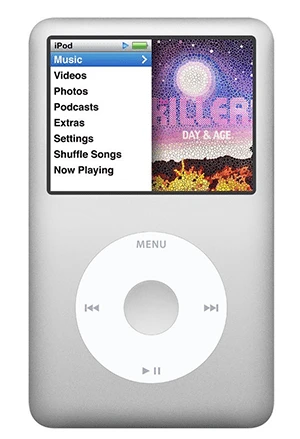 iPod
Music
Videos
Photos
Podcasts
Extras
Settings
Shuffle Songs
Now Playing
KILLER
DAY & AGE
MENU